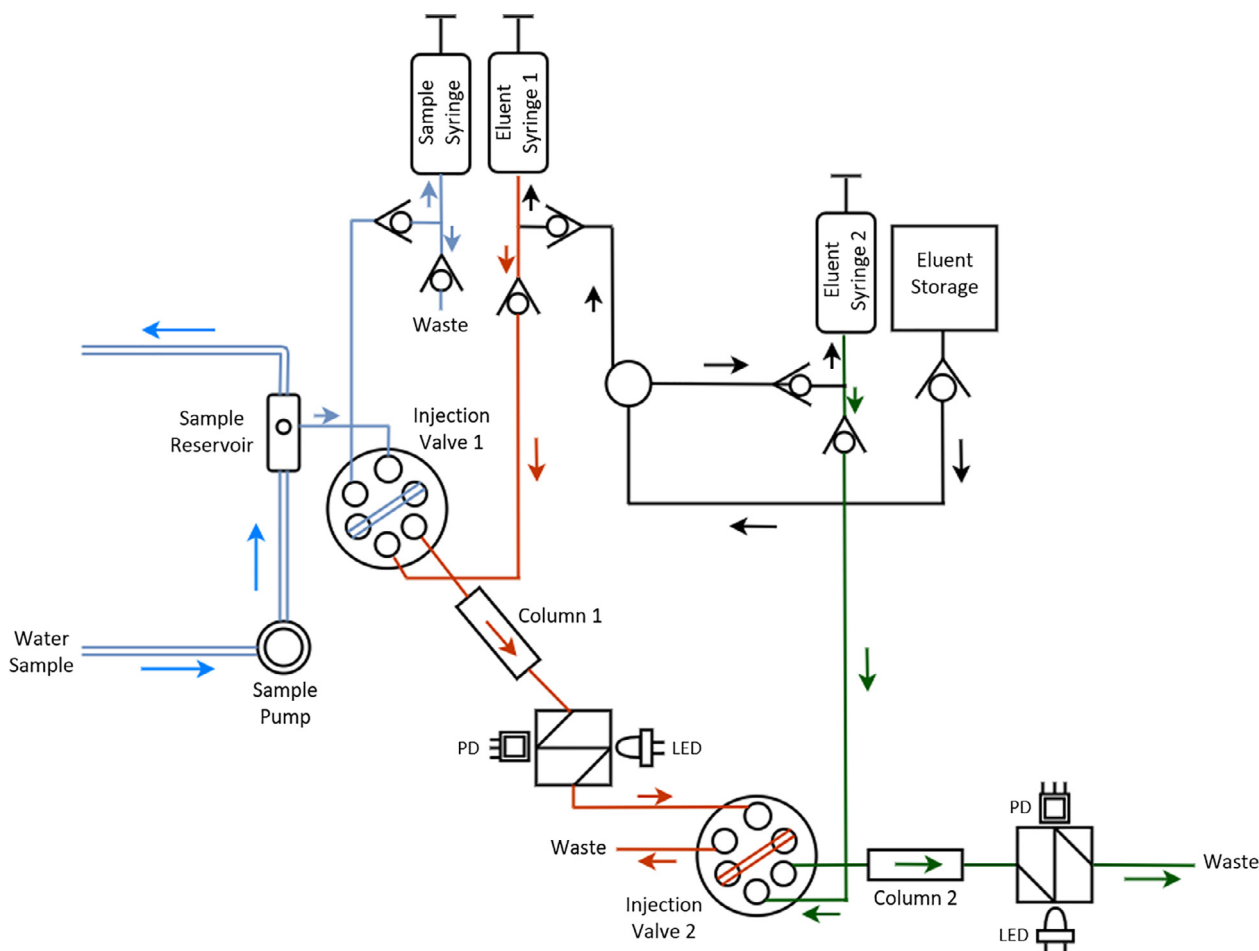 Sample
Syringe
Eluent
Syringe 1
Eluent
Syringe 2
Eluent
Storage
Waste
Sample
Reservoir
Injection
Valve 1
Column 1
Water
Sample
Sample
Pump
PD
LED
PD
Waste
Waste
Column 2
Injection
Valve 2
LED